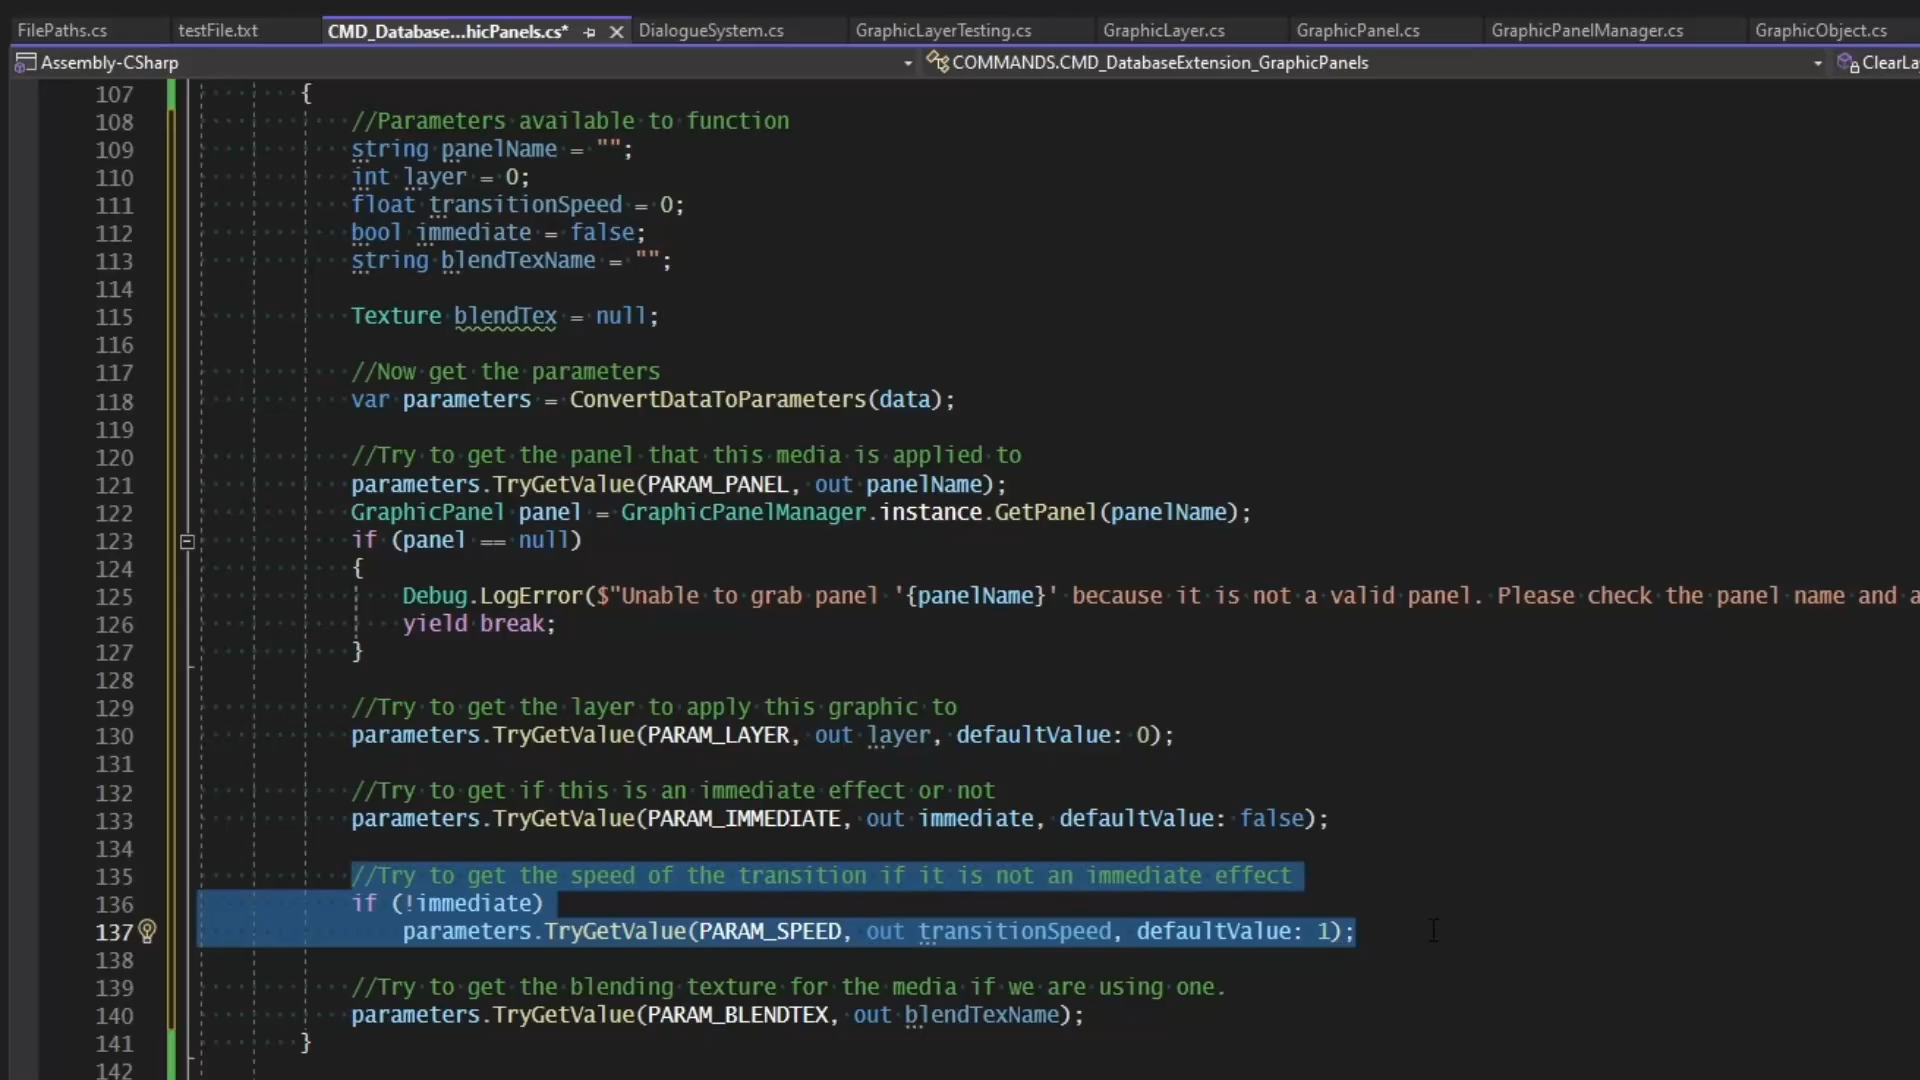 FilePaths.cs testFile.txt CMD_Database...hicPanels.cs* DialogueSystem.cs GraphicLayerTesting.cs GraphicLayer.cs GraphicPanel.cs GraphicPanelManager.cs GraphicObject.cs
Assembly-CSharp COMMANDS.CMD_DatabaseExtension_GraphicPanels ClearLa
107 {
108 //Parameters available to function
109 string panelName = "";
110 int layer = 0;
111 float transitionSpeed = 0;
112 bool immediate = false;
113 string blendTexName = "";
114
115 Texture blendTex = null;
116
117 //Now get the parameters
118 var parameters = ConvertDataToParameters(data);
119
120 //Try to get the panel that this media is applied to
121 parameters.TryGetValue(PARAM_PANEL, out panelName);
122 GraphicPanel panel = GraphicPanelManager.instance.GetPanel(panelName);
123 if (panel == null)
124 {
125 Debug.LogError($"Unable to grab panel '{panelName}' because it is not a valid panel. Please check the panel name and a
126 yield break;
127 }
128
129 //Try to get the layer to apply this graphic to
130 parameters.TryGetValue(PARAM_LAYER, out layer, defaultValue: 0);
131
132 //Try to get if this is an immediate effect or not
133 parameters.TryGetValue(PARAM_IMMEDIATE, out immediate, defaultValue: false);
134
135 //Try to get the speed of the transition if it is not an immediate effect
136 if (!immediate)
137 parameters.TryGetValue(PARAM_SPEED, out transitionSpeed, defaultValue: 1);
138
139 //Try to get the blending texture for the media if we are using one.
140 parameters.TryGetValue(PARAM_BLENDTEX, out blendTexName);
141 }
142